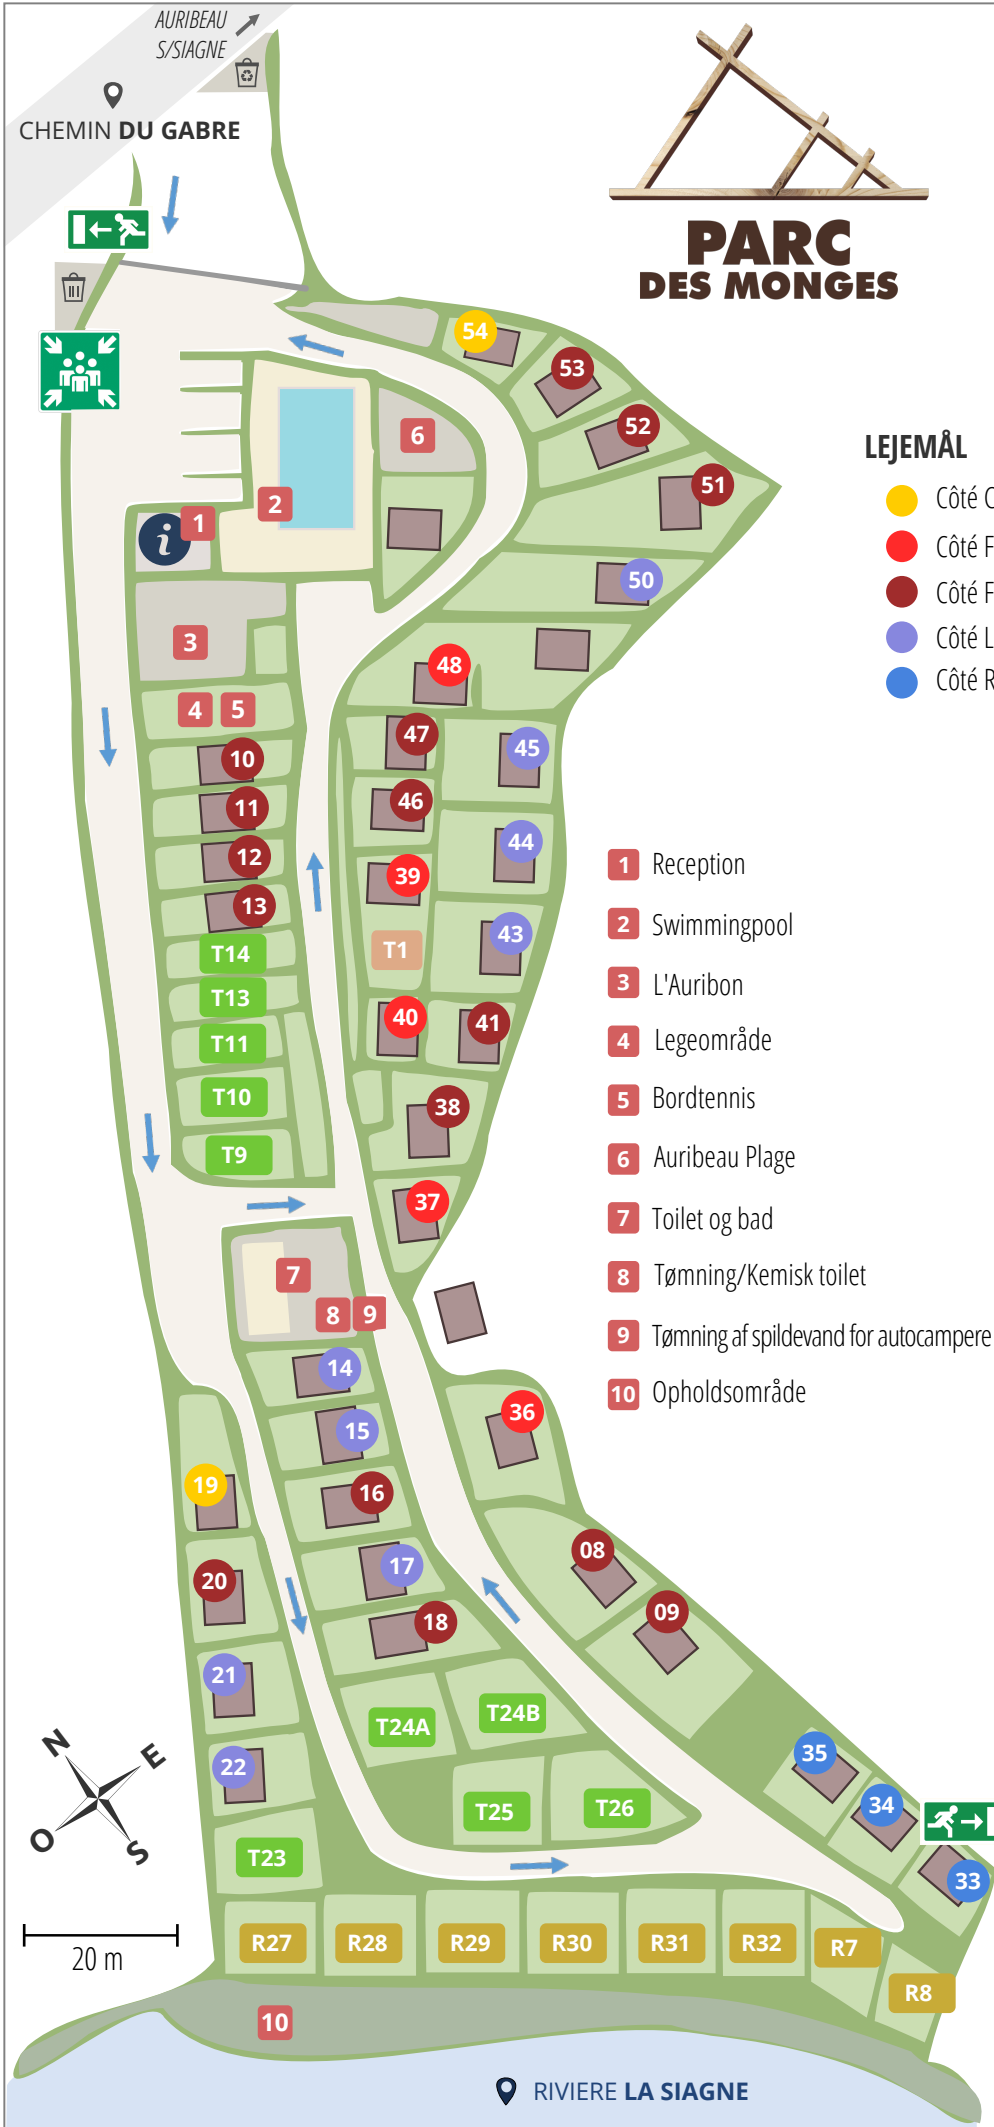 AURIBEAU
S/SIAGNE
CHEMIN DU GABRE
PARC
DES MONGES
54
53
52
6
51
2
1
i
50
3
48
4 5
47
45
10
46
11
44
12
39
13
43
T14
T1
T13
40
41
T11
T10
38
T9
37
7
8 9
14
36
15
19
16
08
17
20
09
18
21
T24A
T24B
35
22
34
T25
T26
T23
33
R27
R28
R29
R30
R31
R32
R7
R8
10
LEJEMÅL
Côté C
Côté F
Côté F
Côté L
Côté R
1 Reception
2 Swimmingpool
3 L'Auribon
4 Legeområde
5 Bordtennis
6 Auribeau Plage
7 Toilet og bad
8 Tømning/Kemisk toilet
9 Tømning af spildevand for autocampere
10 Opholdsområde
N
E
O
S
20 m
RIVIERE LA SIAGNE